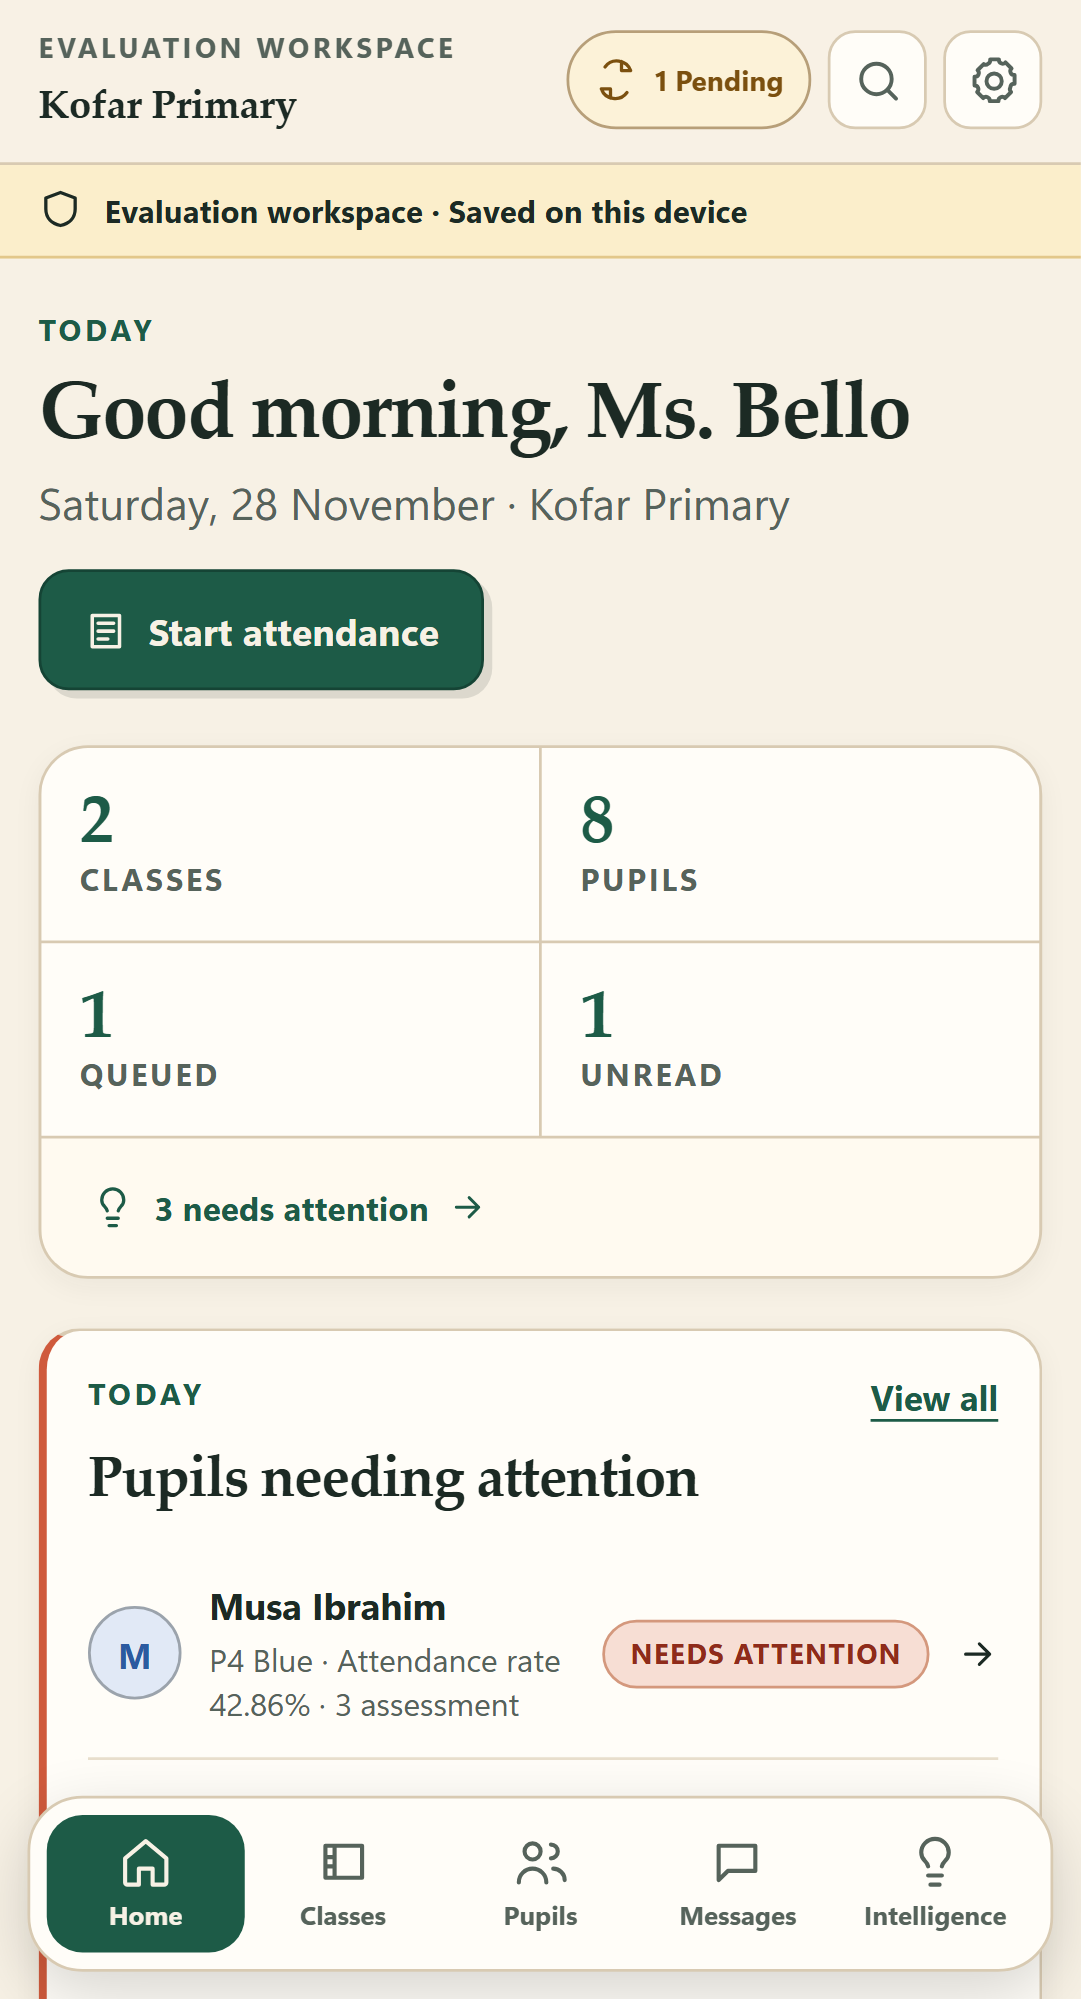 EVALUATION WORKSPACE
Kofar Primary
1 Pending
Evaluation workspace · Saved on this device
TODAY
Good morning, Ms. Bello
Saturday, 28 November · Kofar Primary
Start attendance
2
CLASSES
8
PUPILS
1
QUEUED
1
UNREAD
3 needs attention
TODAY
View all
Pupils needing attention
M
Musa Ibrahim
P4 Blue · Attendance rate
42.86% · 3 assessment
NEEDS ATTENTION
Home
Classes
Pupils
Messages
Intelligence